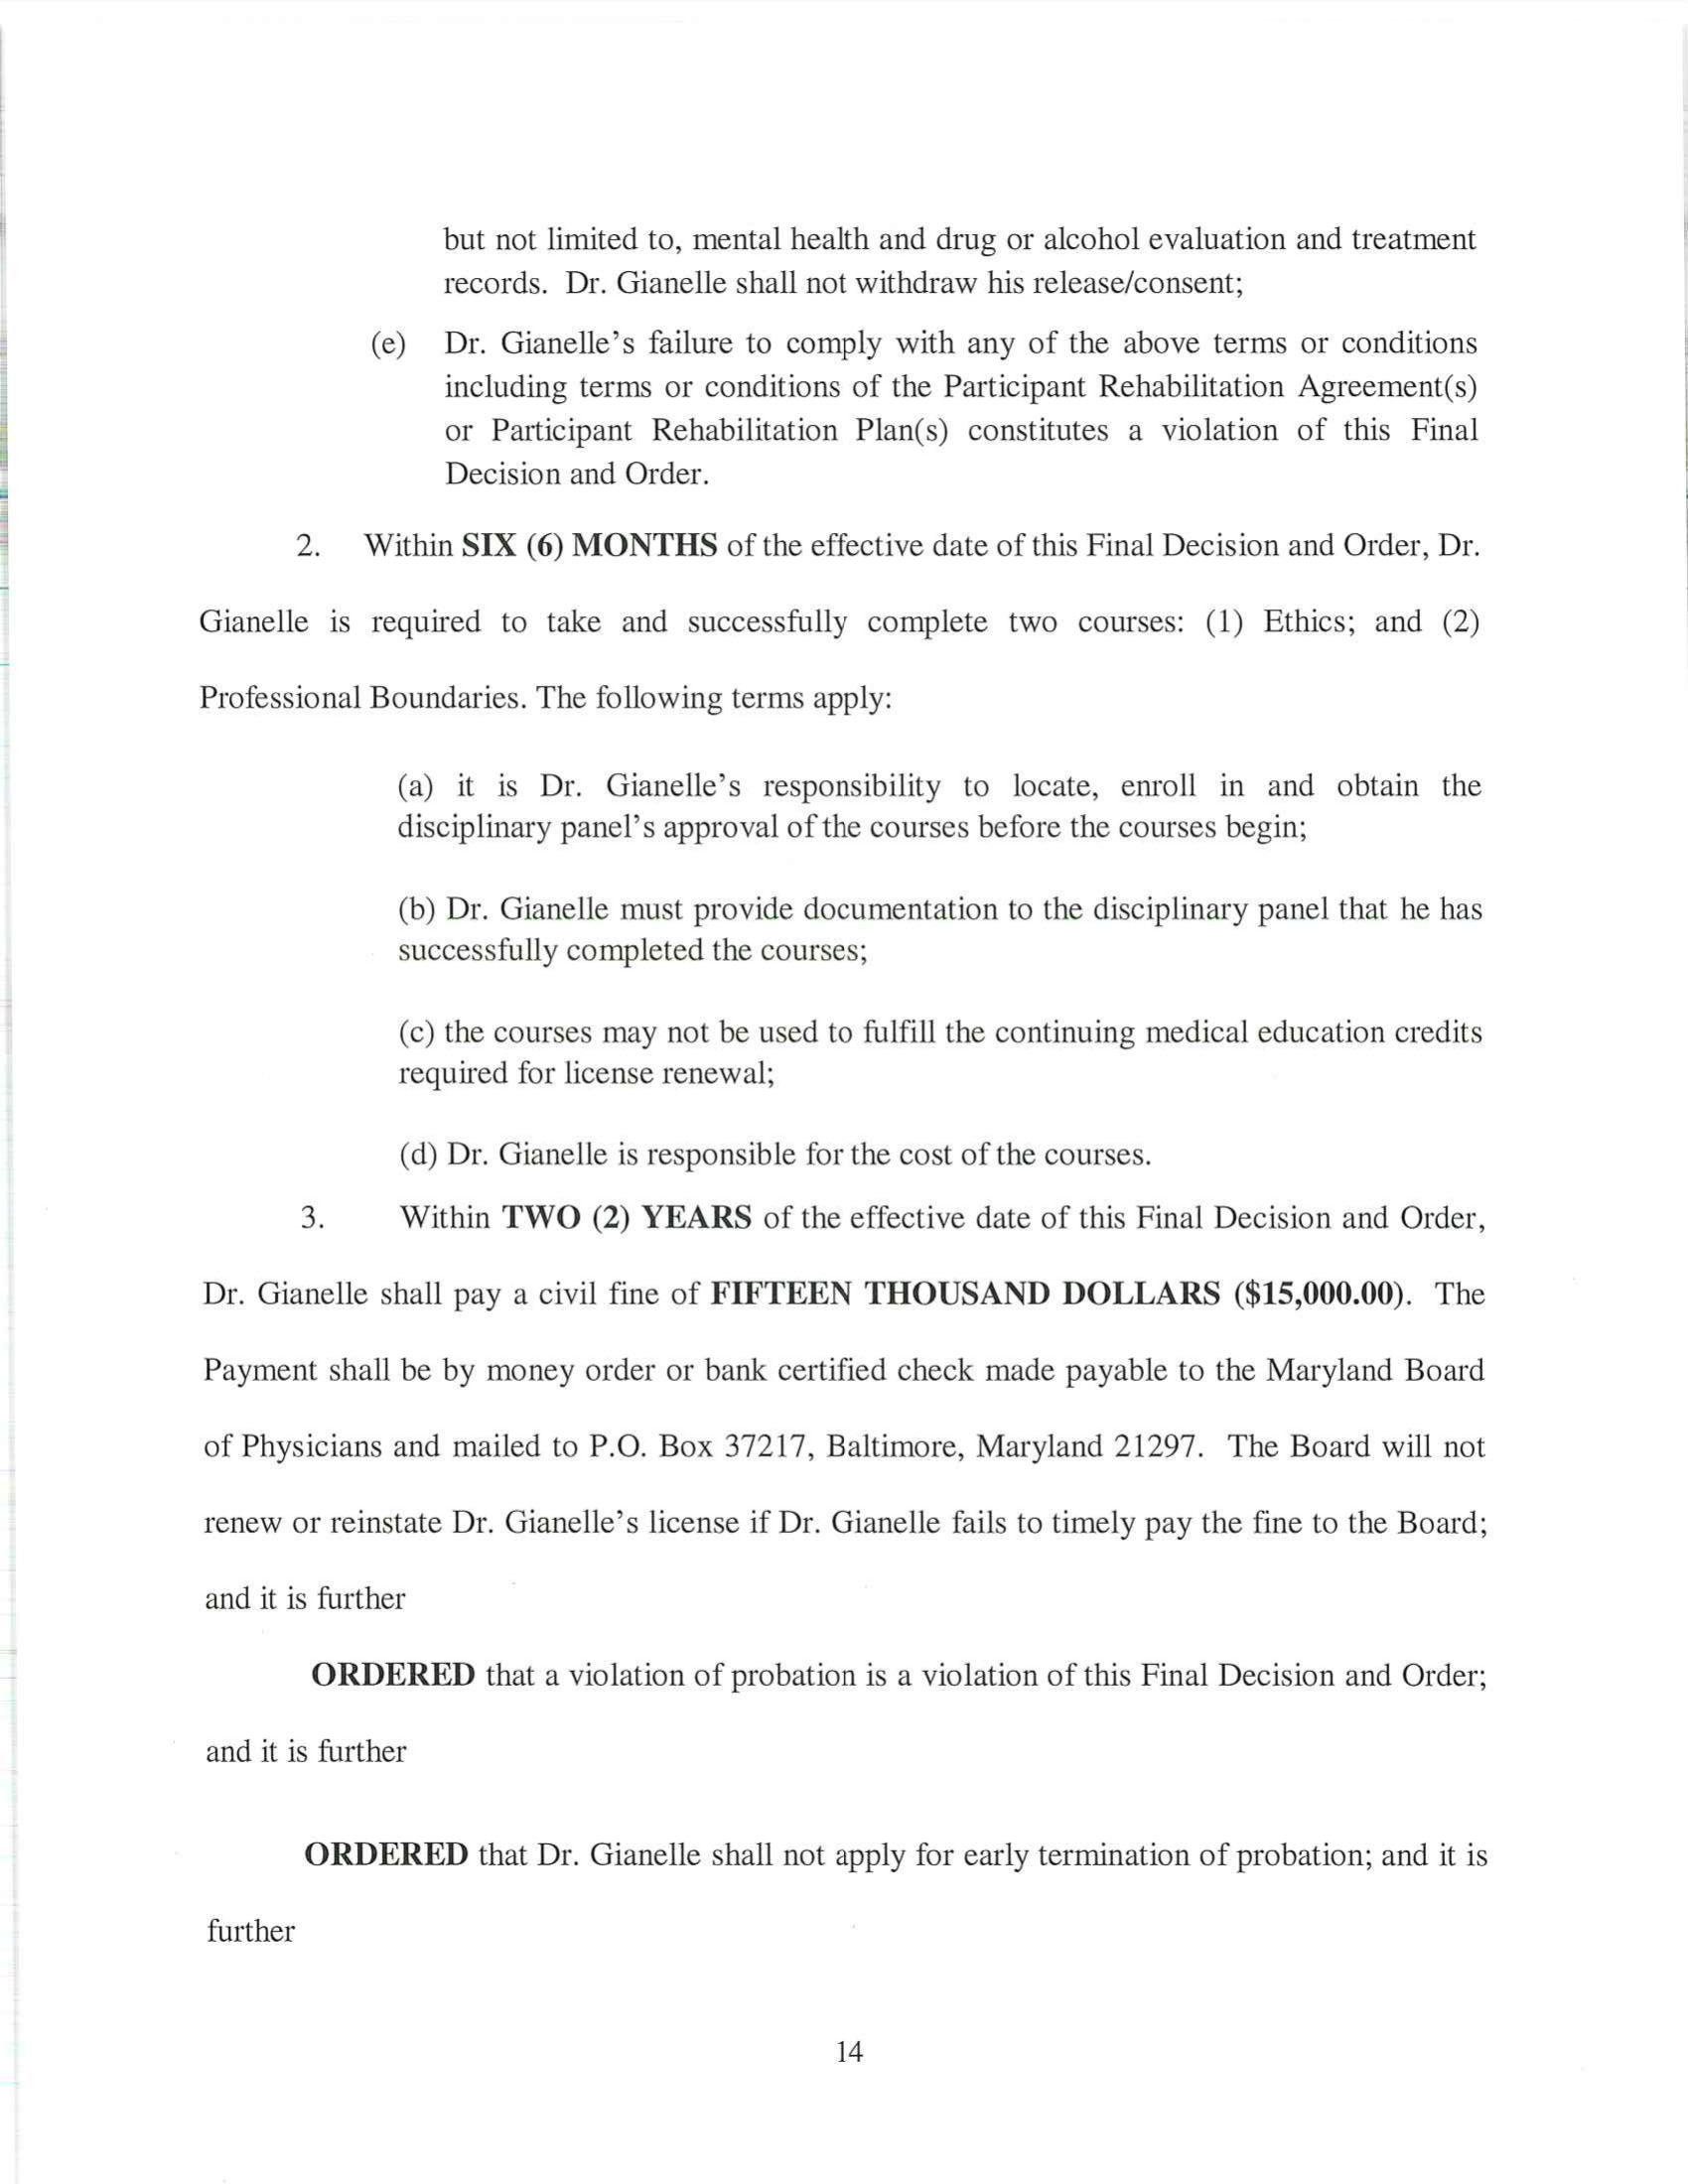 but not limited to, mental health and drug or alcohol evaluation and treatment
records. Dr. Gianelle shall not withdraw his release/consent;
(e) Dr. Gianelle’s failure to comply with any of the above terms or conditions
including terms or conditions of the Participant Rehabilitation Agreement(s)
or Participant Rehabilitation Plan(s) constitutes a violation of this Final
Decision and Order.
2. Within SIX (6) MONTHS of the effective date of this Final Decision and Order, Dr.
Gianelle is required to take and successfully complete two courses: (1) Ethics; and (2)
Professional Boundaries. The following terms apply:
(a) it is Dr. Gianelle’s responsibility to locate, enroll in and obtain the
disciplinary panel’s approval of the courses before the courses begin;
(b) Dr. Gianelle must provide documentation to the disciplinary panel that he has
successfully completed the courses;
(c) the courses may not be used to fulfill the continuing medical education credits
required for license renewal;
(d) Dr. Gianelle is responsible for the cost of the courses.
3. Within TWO (2) YEARS of the effective date of this Final Decision and Order,
Dr. Gianelle shall pay a civil fine of FIFTEEN THOUSAND DOLLARS ($15,000.00). The
Payment shall be by money order or bank certified check made payable to the Maryland Board
of Physicians and mailed to P.O. Box 37217, Baltimore, Maryland 21297. The Board will not
renew or reinstate Dr. Gianelle’s license if Dr. Gianelle fails to timely pay the fine to the Board;
and it is further
ORDERED that a violation of probation is a violation of this Final Decision and Order;
and it is further
ORDERED that Dr. Gianelle shall not apply for early termination of probation; and it is
further
14